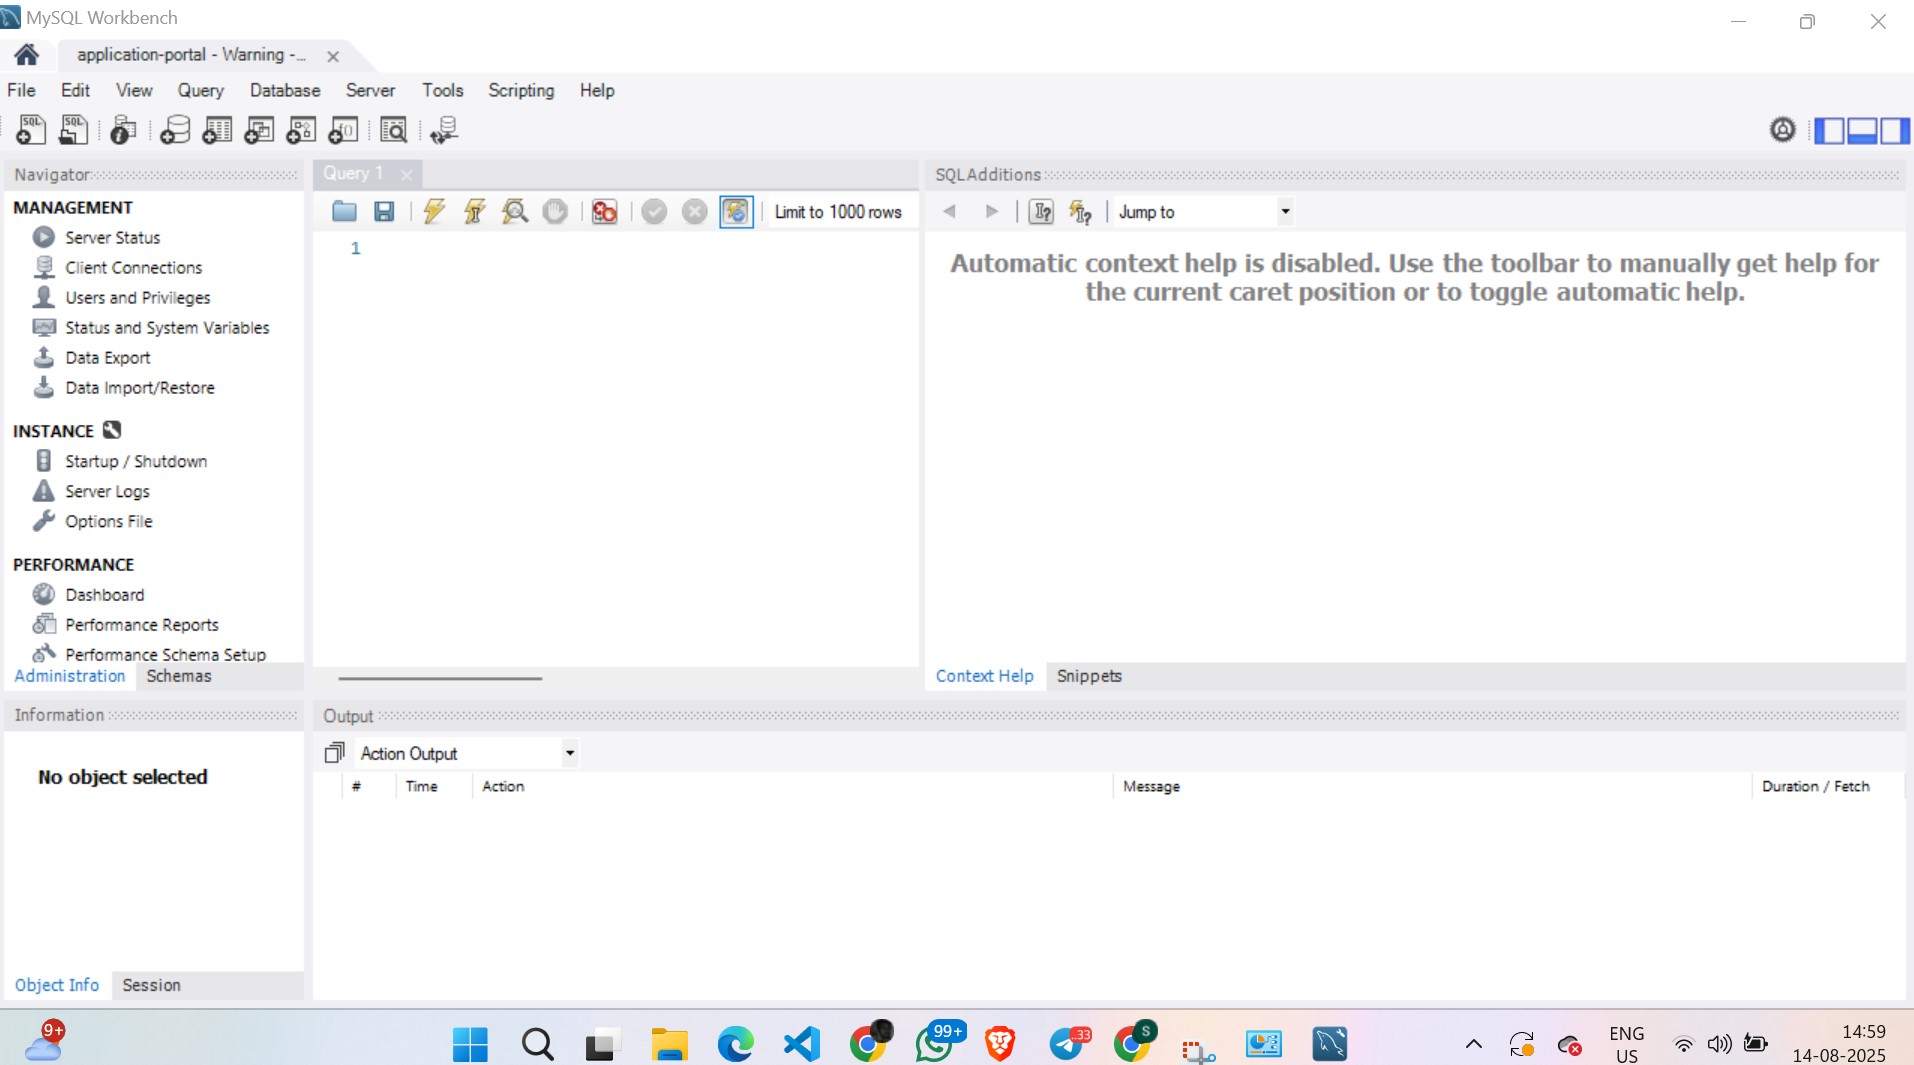 MySQL Workbench
application-portal - Warning -...
File Edit View Query Database Server Tools Scripting Help
Navigator
MANAGEMENT
Server Status
Client Connections
Users and Privileges
Status and System Variables
Data Export
Data Import/Restore
INSTANCE
Startup / Shutdown
Server Logs
Options File
PERFORMANCE
Dashboard
Performance Reports
Performance Schema Setup
Administration Schemas
Query 1
Limit to 1000 rows
1
SQLAdditions
Jump to
Automatic context help is disabled. Use the toolbar to manually get help for
the current caret position or to toggle automatic help.
Context Help Snippets
Information
No object selected
Object Info Session
Output
Action Output
# Time Action Message Duration / Fetch
9+
99+
33
S
ENG
US
14:59
14-08-2025